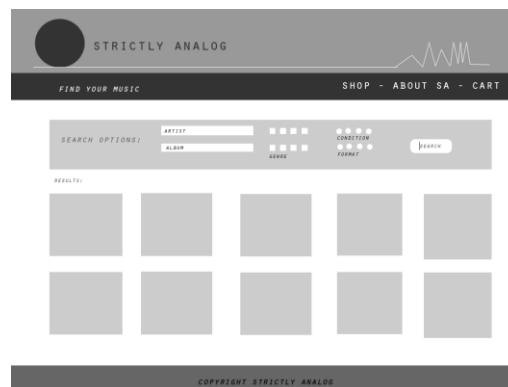 STRICTLY ANALOG
FIND YOUR MUSIC
SHOP - ABOUT SA - CART
SEARCH OPTIONS:
ARTIST
ALBUM
GENRE
CONDITION
FORMAT
SEARCH
RESULTS:
COPYRIGHT STRICTLY ANALOG